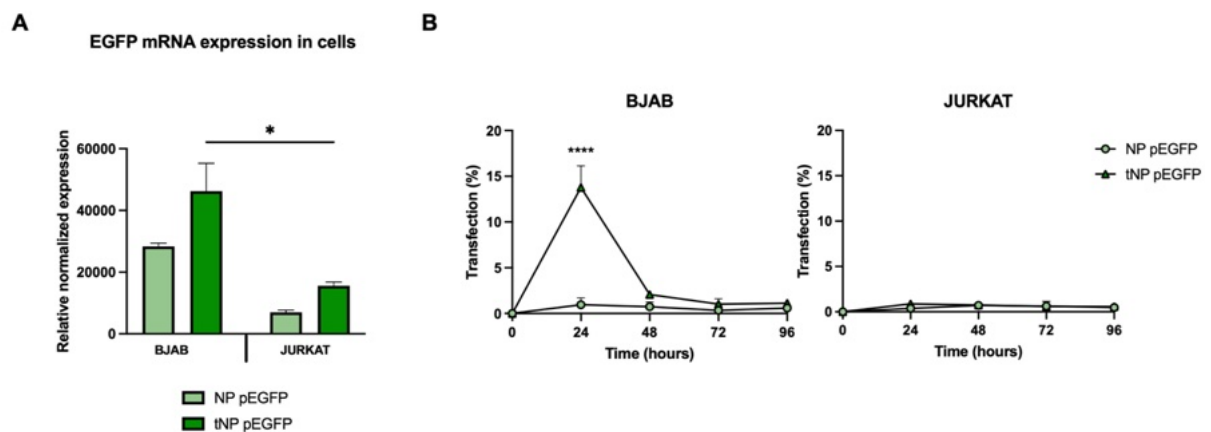 A
EGFP mRNA expression in cells
*
Relative normalized expression
60000
40000
20000
0
BJAB
JURKAT
NP pEGFP
tNP pEGFP
B
BJAB
****
Transfection (%)
20
15
10
5
0
0 24 48 72 96
Time (hours)
JURKAT
Transfection (%)
20
15
10
5
0
0 24 48 72 96
Time (hours)
NP pEGFP
tNP pEGFP